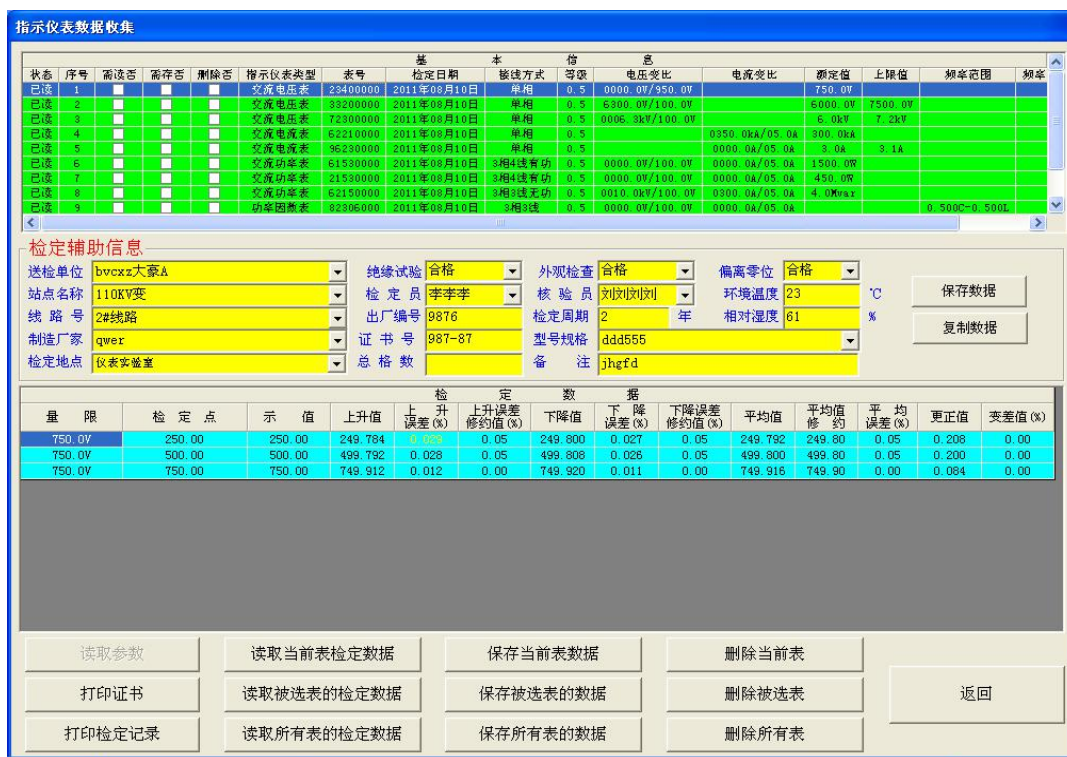 指示仪表数据收集
基 本 信 息
状态 序号 需读否 需存否 删除否 指示仪表类型 表号 检定日期 接线方式 等级 电压变比 电流变比 额定值 上限值 频率范围 频率
已读 1 交流电压表 23400000 2011年08月10日 单相 0.5 0000.0V/950.0V 750.0V
已读 2 交流电压表 33200000 2011年08月10日 单相 0.5 6300.0V/100.0V 6000.0V 7500.0V
已读 3 交流电压表 72300000 2011年08月10日 单相 0.5 0006.3kV/100.0V 6.0kV 7.2kV
已读 4 交流电流表 62210000 2011年08月10日 单相 0.5 0350.0kA/05.0A 300.0kA
已读 5 交流电流表 96230000 2011年08月10日 单相 0.5 0000.0A/05.0A 3.0A 3.1A
已读 6 交流功率表 61530000 2011年08月10日 3相4线有功 0.5 0000.0V/100.0V 0000.0A/05.0A 1500.0W
已读 7 交流功率表 21530000 2011年08月10日 3相4线有功 0.5 0000.0V/100.0V 0000.0A/05.0A 450.0W
已读 8 交流功率表 62150000 2011年08月10日 3相3线无功 0.5 0010.0kV/100.0V 0300.0A/05.0A 4.0Mvar
已读 9 功率因数表 82306000 2011年08月10日 3相3线 0.5 0000.0V/100.0V 0000.0A/05.0A 0.500C-0.500L
检定辅助信息
送检单位 bvcxz大豪A 绝缘试验 合格 外观检查 合格 偏离零位 合格
站点名称 110KV变 检定员 李李李 核验员 刘刘刘刘 环境温度 23 ℃ 保存数据
线路号 2#线路 出厂编号 9876 检定周期 2 年 相对湿度 61 % 复制数据
制造厂家 qwer 证书号 987-87 型号规格 ddd555
检定地点 仪表实验室 总格数 备注 jhgfd
检 定 数 据
量限 检定点 示值 上升值 上升误差(%) 上升误差修约值(%) 下降值 下降误差(%) 下降误差修约值(%) 平均值 平均值修约 平均误差(%) 更正值 变差值(%)
750.0V 250.00 250.00 249.784 0.029 0.05 249.800 0.027 0.05 249.792 249.80 0.05 0.208 0.00
750.0V 500.00 500.00 499.792 0.028 0.05 499.808 0.026 0.05 499.800 499.80 0.05 0.200 0.00
750.0V 750.00 750.00 749.912 0.012 0.00 749.920 0.011 0.00 749.916 749.90 0.00 0.084 0.00
读取参数 读取当前表检定数据 保存当前表数据 删除当前表
打印证书 读取被选表的检定数据 保存被选表的数据 删除被选表 返回
打印检定记录 读取所有表的检定数据 保存所有表的数据 删除所有表